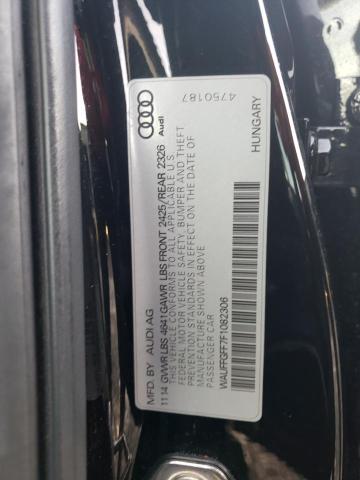 4750187
Audi
HUNGARY
MFD. BY AUDI AG
11 14 GVWR LBS 4641 GAWR LBS FRONT 2425/REAR 2326
THIS VEHICLE CONFORMS TO ALL APPLICABLE U.S.
FEDERAL MOTOR VEHICLE SAFETY, BUMPER AND THEFT
PREVENTION STANDARDS IN EFFECT ON THE DATE OF
MANUFACTURE SHOWN ABOVE.
PASSENGER CAR
WAUFFGFF7F1082306